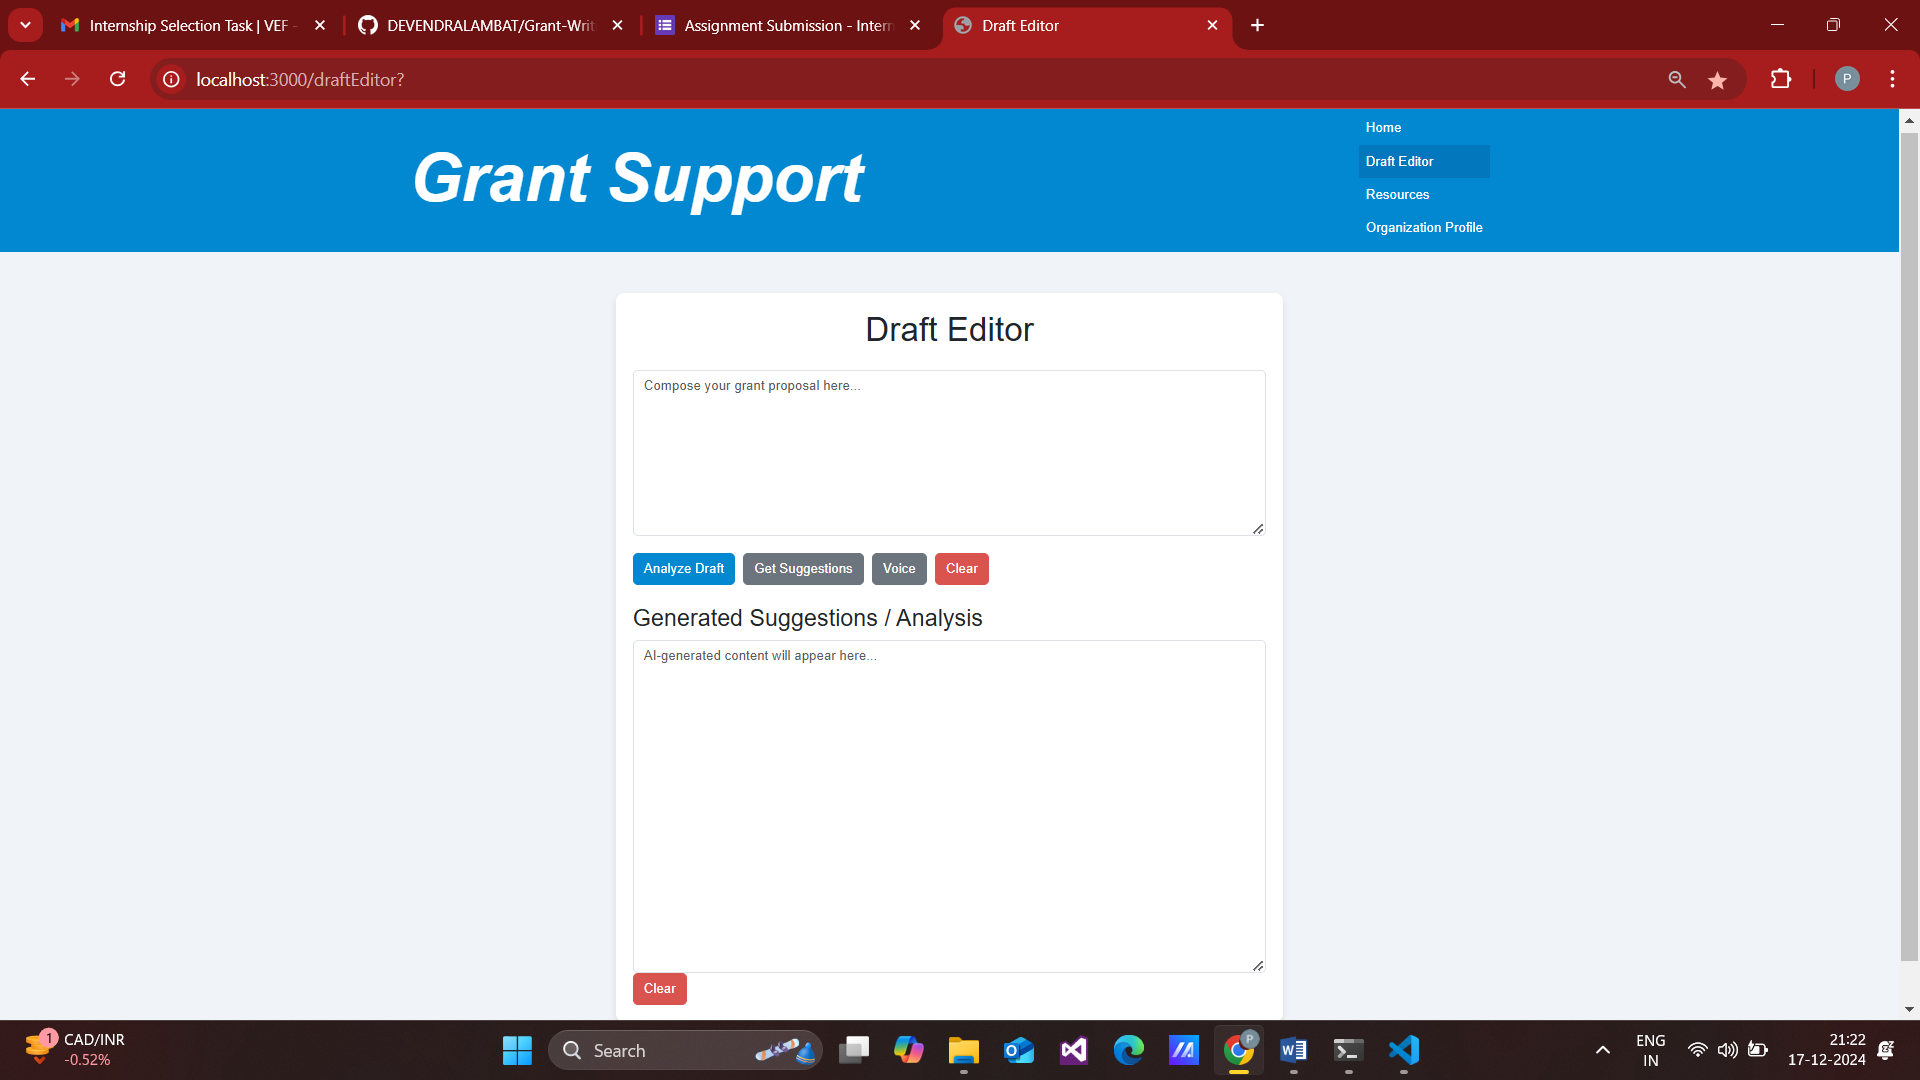 Internship Selection Task | VEF -
DEVENDRALAMBAT/Grant-Writ
Assignment Submission - Intern
Draft Editor
localhost:3000/draftEditor?
P
Grant Support
Home
Draft Editor
Resources
Organization Profile
Draft Editor
Compose your grant proposal here...
Analyze Draft
Get Suggestions
Voice
Clear
Generated Suggestions / Analysis
AI-generated content will appear here...
Clear
1
CAD/INR
-0.52%
Search
P
ENG
IN
21:22
17-12-2024